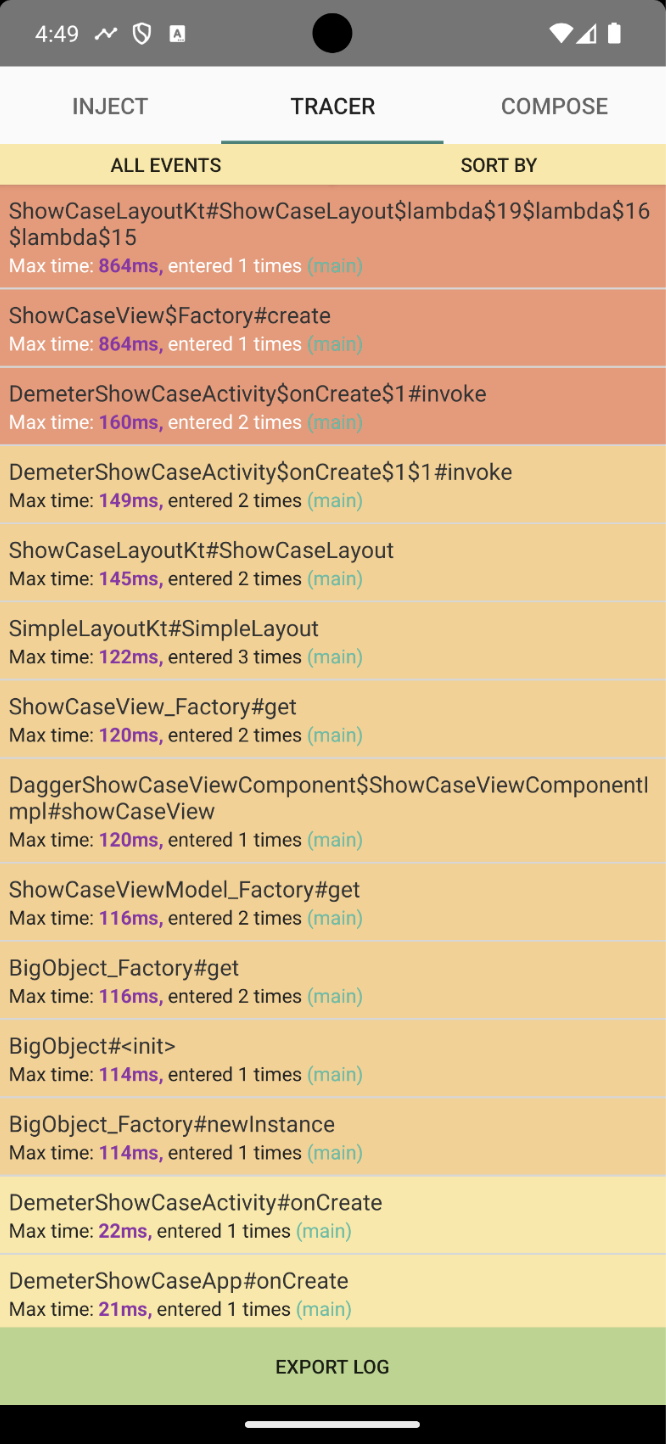 4:49
INJECT
TRACER
COMPOSE
ALL EVENTS
SORT BY
ShowCaseLayoutKt#ShowCaseLayout$lambda$19$lambda$16
$lambda$15
Max time: 864ms, entered 1 times (main)
ShowCaseView$Factory#create
Max time: 864ms, entered 1 times (main)
DemeterShowCaseActivity$onCreate$1#invoke
Max time: 160ms, entered 2 times (main)
DemeterShowCaseActivity$onCreate$1$1#invoke
Max time: 149ms, entered 2 times (main)
ShowCaseLayoutKt#ShowCaseLayout
Max time: 145ms, entered 2 times (main)
SimpleLayoutKt#SimpleLayout
Max time: 122ms, entered 3 times (main)
ShowCaseView_Factory#get
Max time: 120ms, entered 2 times (main)
DaggerShowCaseViewComponent$ShowCaseViewComponentI
mpl#showCaseView
Max time: 120ms, entered 1 times (main)
ShowCaseViewModel_Factory#get
Max time: 116ms, entered 2 times (main)
BigObject_Factory#get
Max time: 116ms, entered 2 times (main)
BigObject#<init>
Max time: 114ms, entered 1 times (main)
BigObject_Factory#newInstance
Max time: 114ms, entered 1 times (main)
DemeterShowCaseActivity#onCreate
Max time: 22ms, entered 1 times (main)
DemeterShowCaseApp#onCreate
Max time: 21ms, entered 1 times (main)
EXPORT LOG